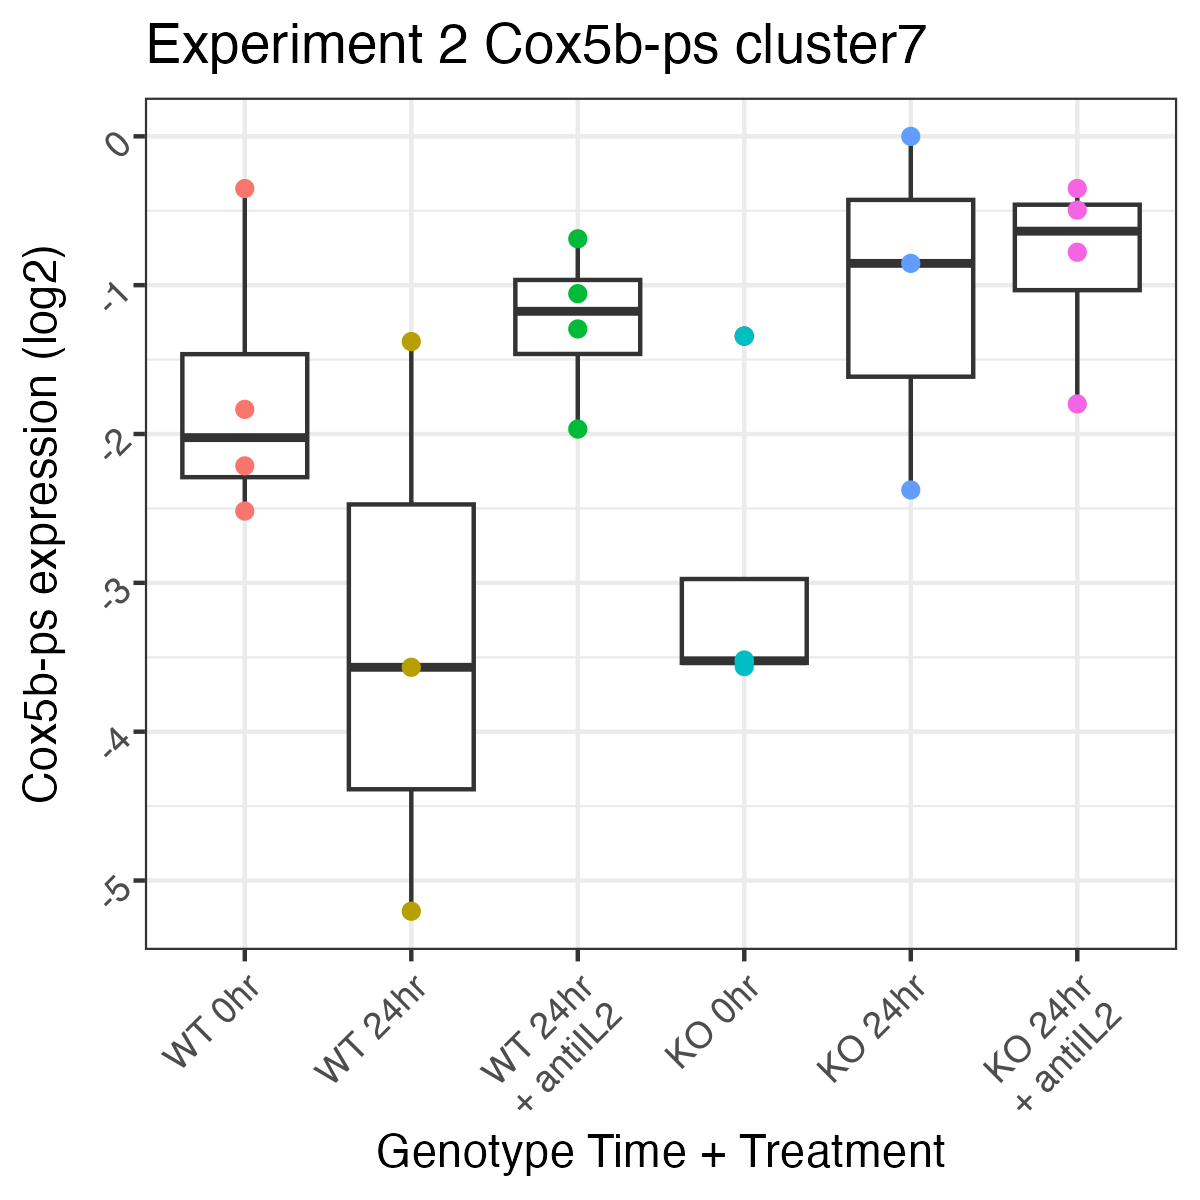 Experiment 2 Cox5b-ps cluster7
Cox5b-ps expression (log2)
0
-1
-2
-3
-4
-5
WT 0hr
WT 24hr
WT 24hr
+ antiIL2
KO 0hr
KO 24hr
KO 24hr
+ antiIL2
Genotype Time + Treatment